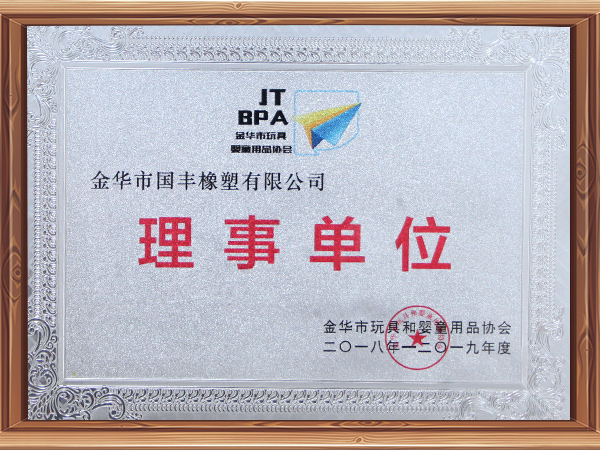 JT
BPA
金华市玩具
婴童用品协会
金华市国丰橡塑有限公司
理事单位
金华市玩具和婴童用品协会
二〇一八年—二〇一九年度